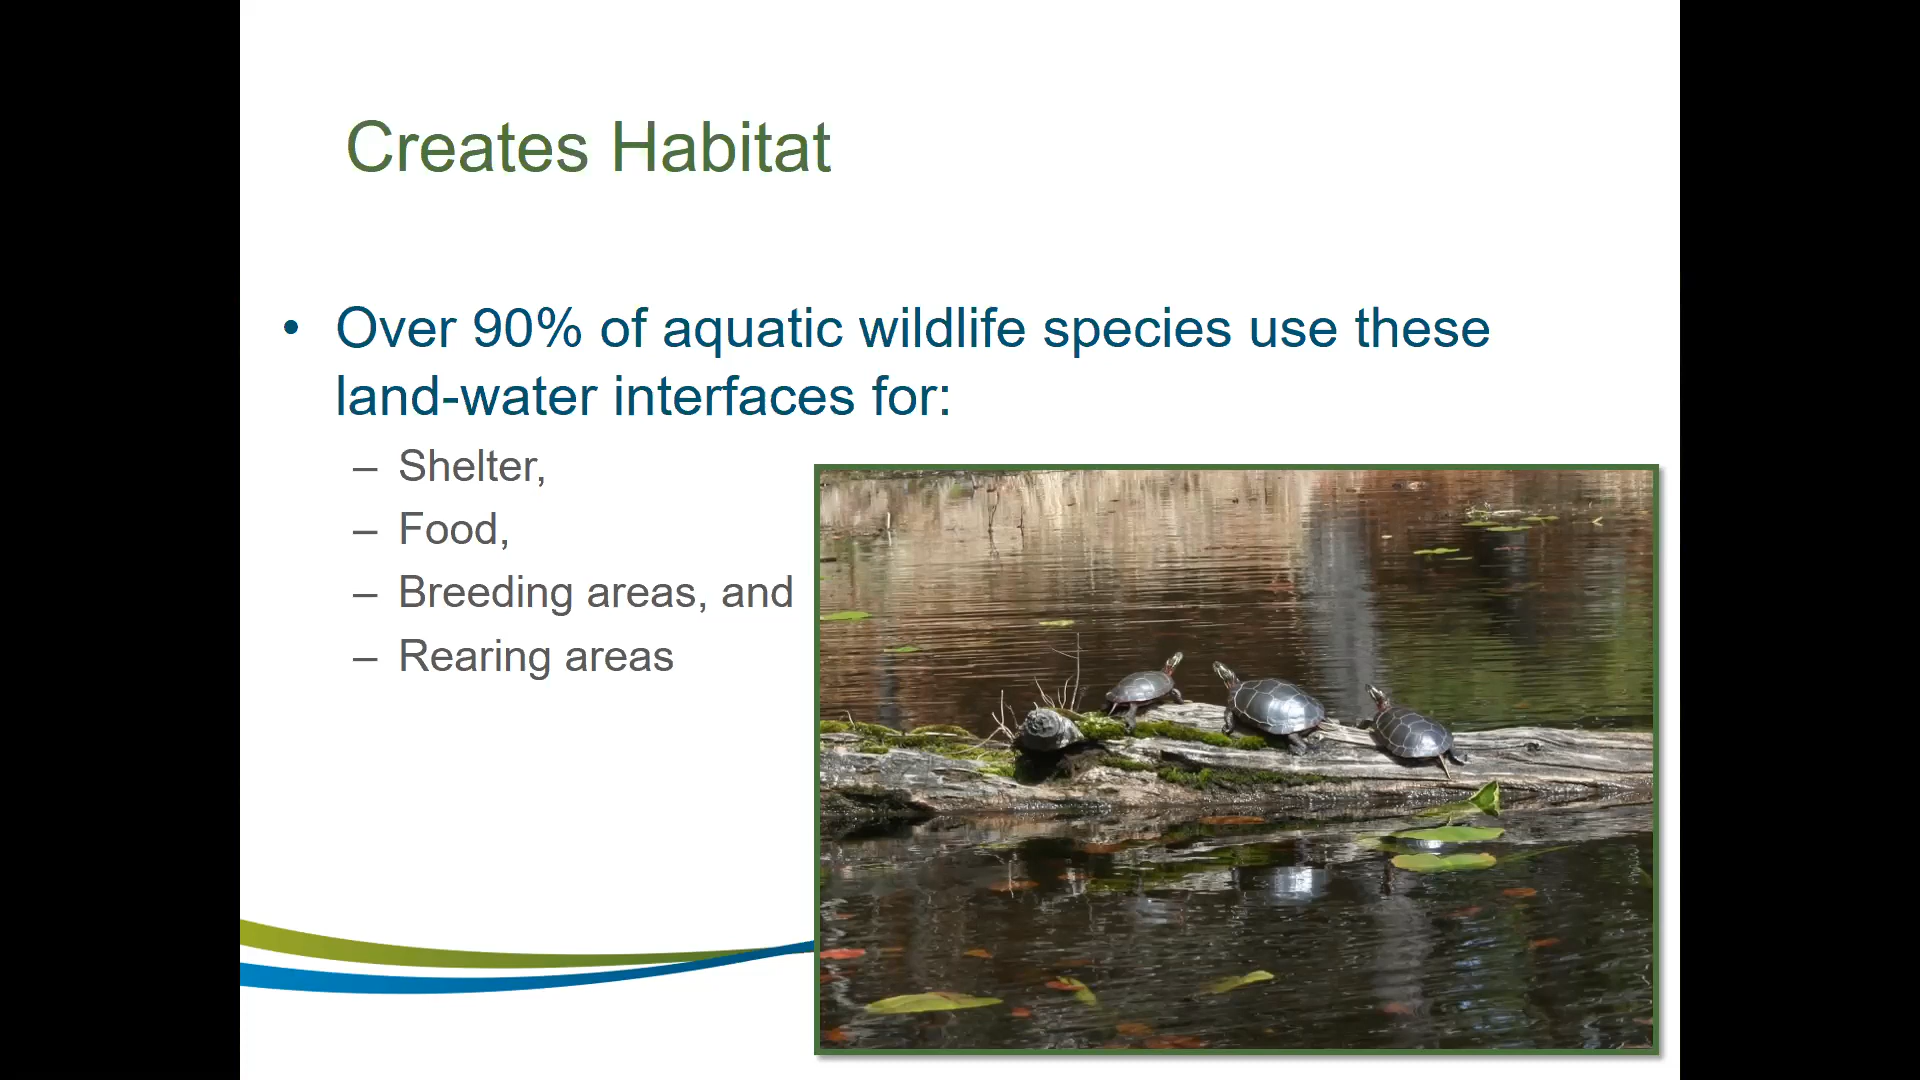 Creates Habitat
• Over 90% of aquatic wildlife species use these
land-water interfaces for:
– Shelter,
– Food,
– Breeding areas, and
– Rearing areas